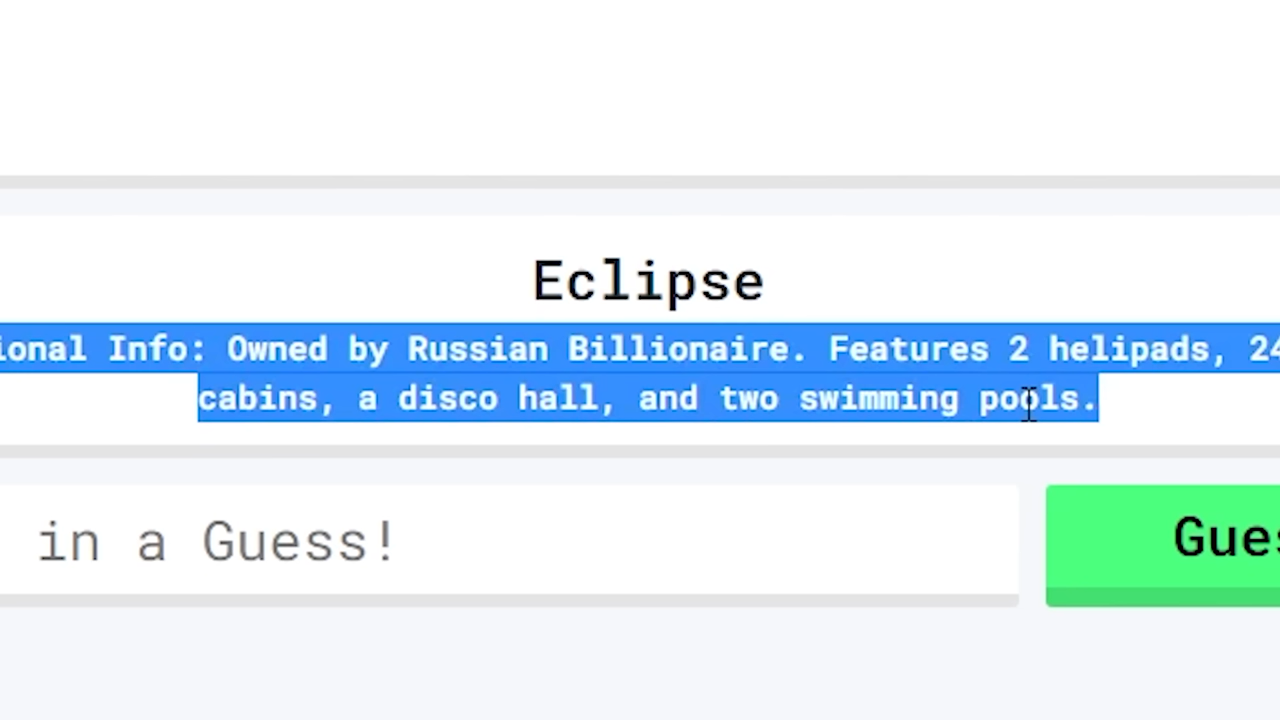 Eclipse
ional Info: Owned by Russian Billionaire. Features 2 helipads, 24
cabins, a disco hall, and two swimming pools.
in a Guess!
Gues